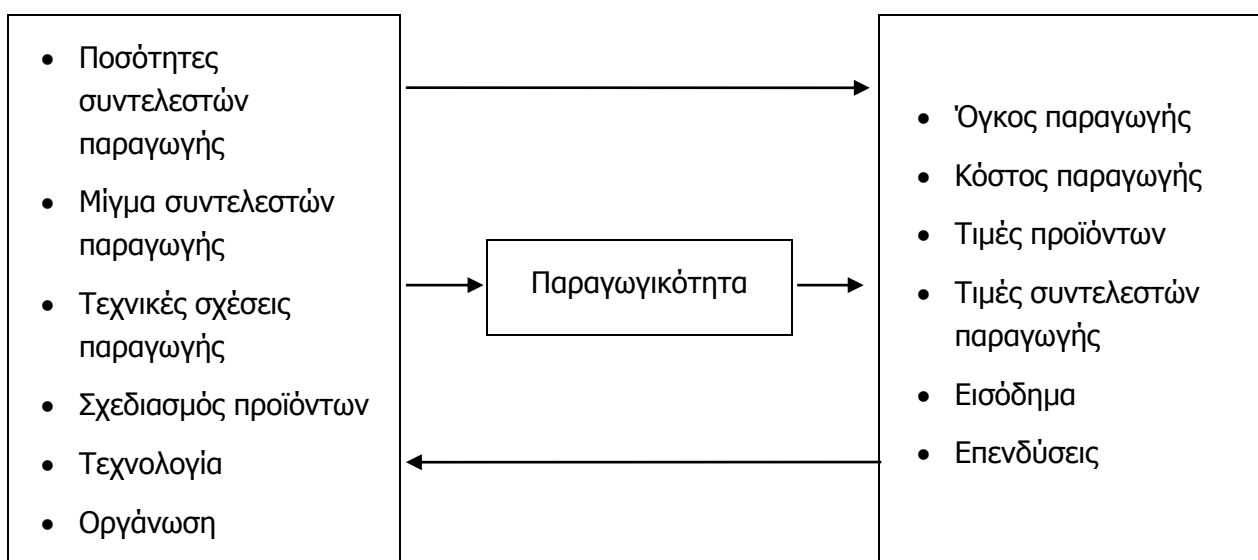 • Ποσότητες
συντελεστών
παραγωγής
• Μίγμα συντελεστών
παραγωγής
• Τεχνικές σχέσεις
παραγωγής
• Σχεδιασμός προϊόντων
• Τεχνολογία
• Οργάνωση
Παραγωγικότητα
• Όγκος παραγωγής
• Κόστος παραγωγής
• Τιμές προϊόντων
• Τιμές συντελεστών
παραγωγής
• Εισόδημα
• Επενδύσεις